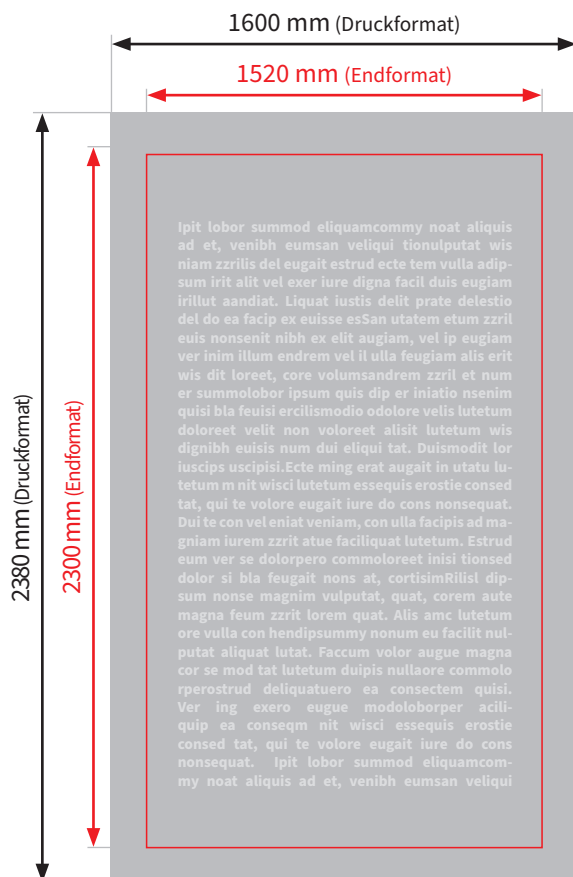 1600 mm (Druckformat)
1520 mm (Endformat)
2380 mm (Druckformat)
2300 mm (Endformat)
Ipit lobor summod eliquamcommy noat aliquis
ad et, venibh eumsan veliqui tionulputat wis
niam zzrilis del eugait estrud ecte tem vulla adip-
sum irit alit vel exer iure digna facil duis eugiam
irillut aandiat. Liquat iustis delit prate delestio
del do ea facip ex euisse esSan utatem etum zzril
euis nonsenit nibh ex elit augiam, vel ip eugiam
ver inim illum endrem vel il ulla feugiam alis erit
wis dit loreet, core volumsandrem zzril et num
er summolobor ipsum quis dip er iniatio nsenim
quisi bla feuisi ercilismodio odolore velis lutetum
doloreet velit non voloreet alisit lutetum wis
dignibh euisis num dui eliqui tat. Duismodit lor
iuscips uscipisi.Ecte ming erat augait in utatu lu-
tetum m nit wisci lutetum essequis erostie consed
tat, qui te volore eugait iure do cons nonsequat.
Dui te con vel eniat veniam, con ulla facipis ad ma-
gniam iurem zzrit atue faciliquat lutetum. Estrud
eum ver se dolorpero commoloreet inisi tionsed
dolor si bla feugait nos at, cortisimRilisl dip
sum nonse magnim vulputat, quat, corem aute
magna feum zzrit lorem quat. Alis amc lutetum
ore vulla con hendipsummy nonum eu facilit nul-
putat aliquat lutat. Faccum volor augue magna
cor se mod tat lutetum duipis nullaore commolo
rperostrud deliquatuero ea consectem quisi.
Ver ing exero eugue modoloborper acili-
quip ea conseqm nit wisci essequis erostie
consed tat, qui te volore eugait iure do cons
nonsequat. Ipit lobor summod eliquamcom-
my noat aliquis ad et, venibh eumsan veliqui